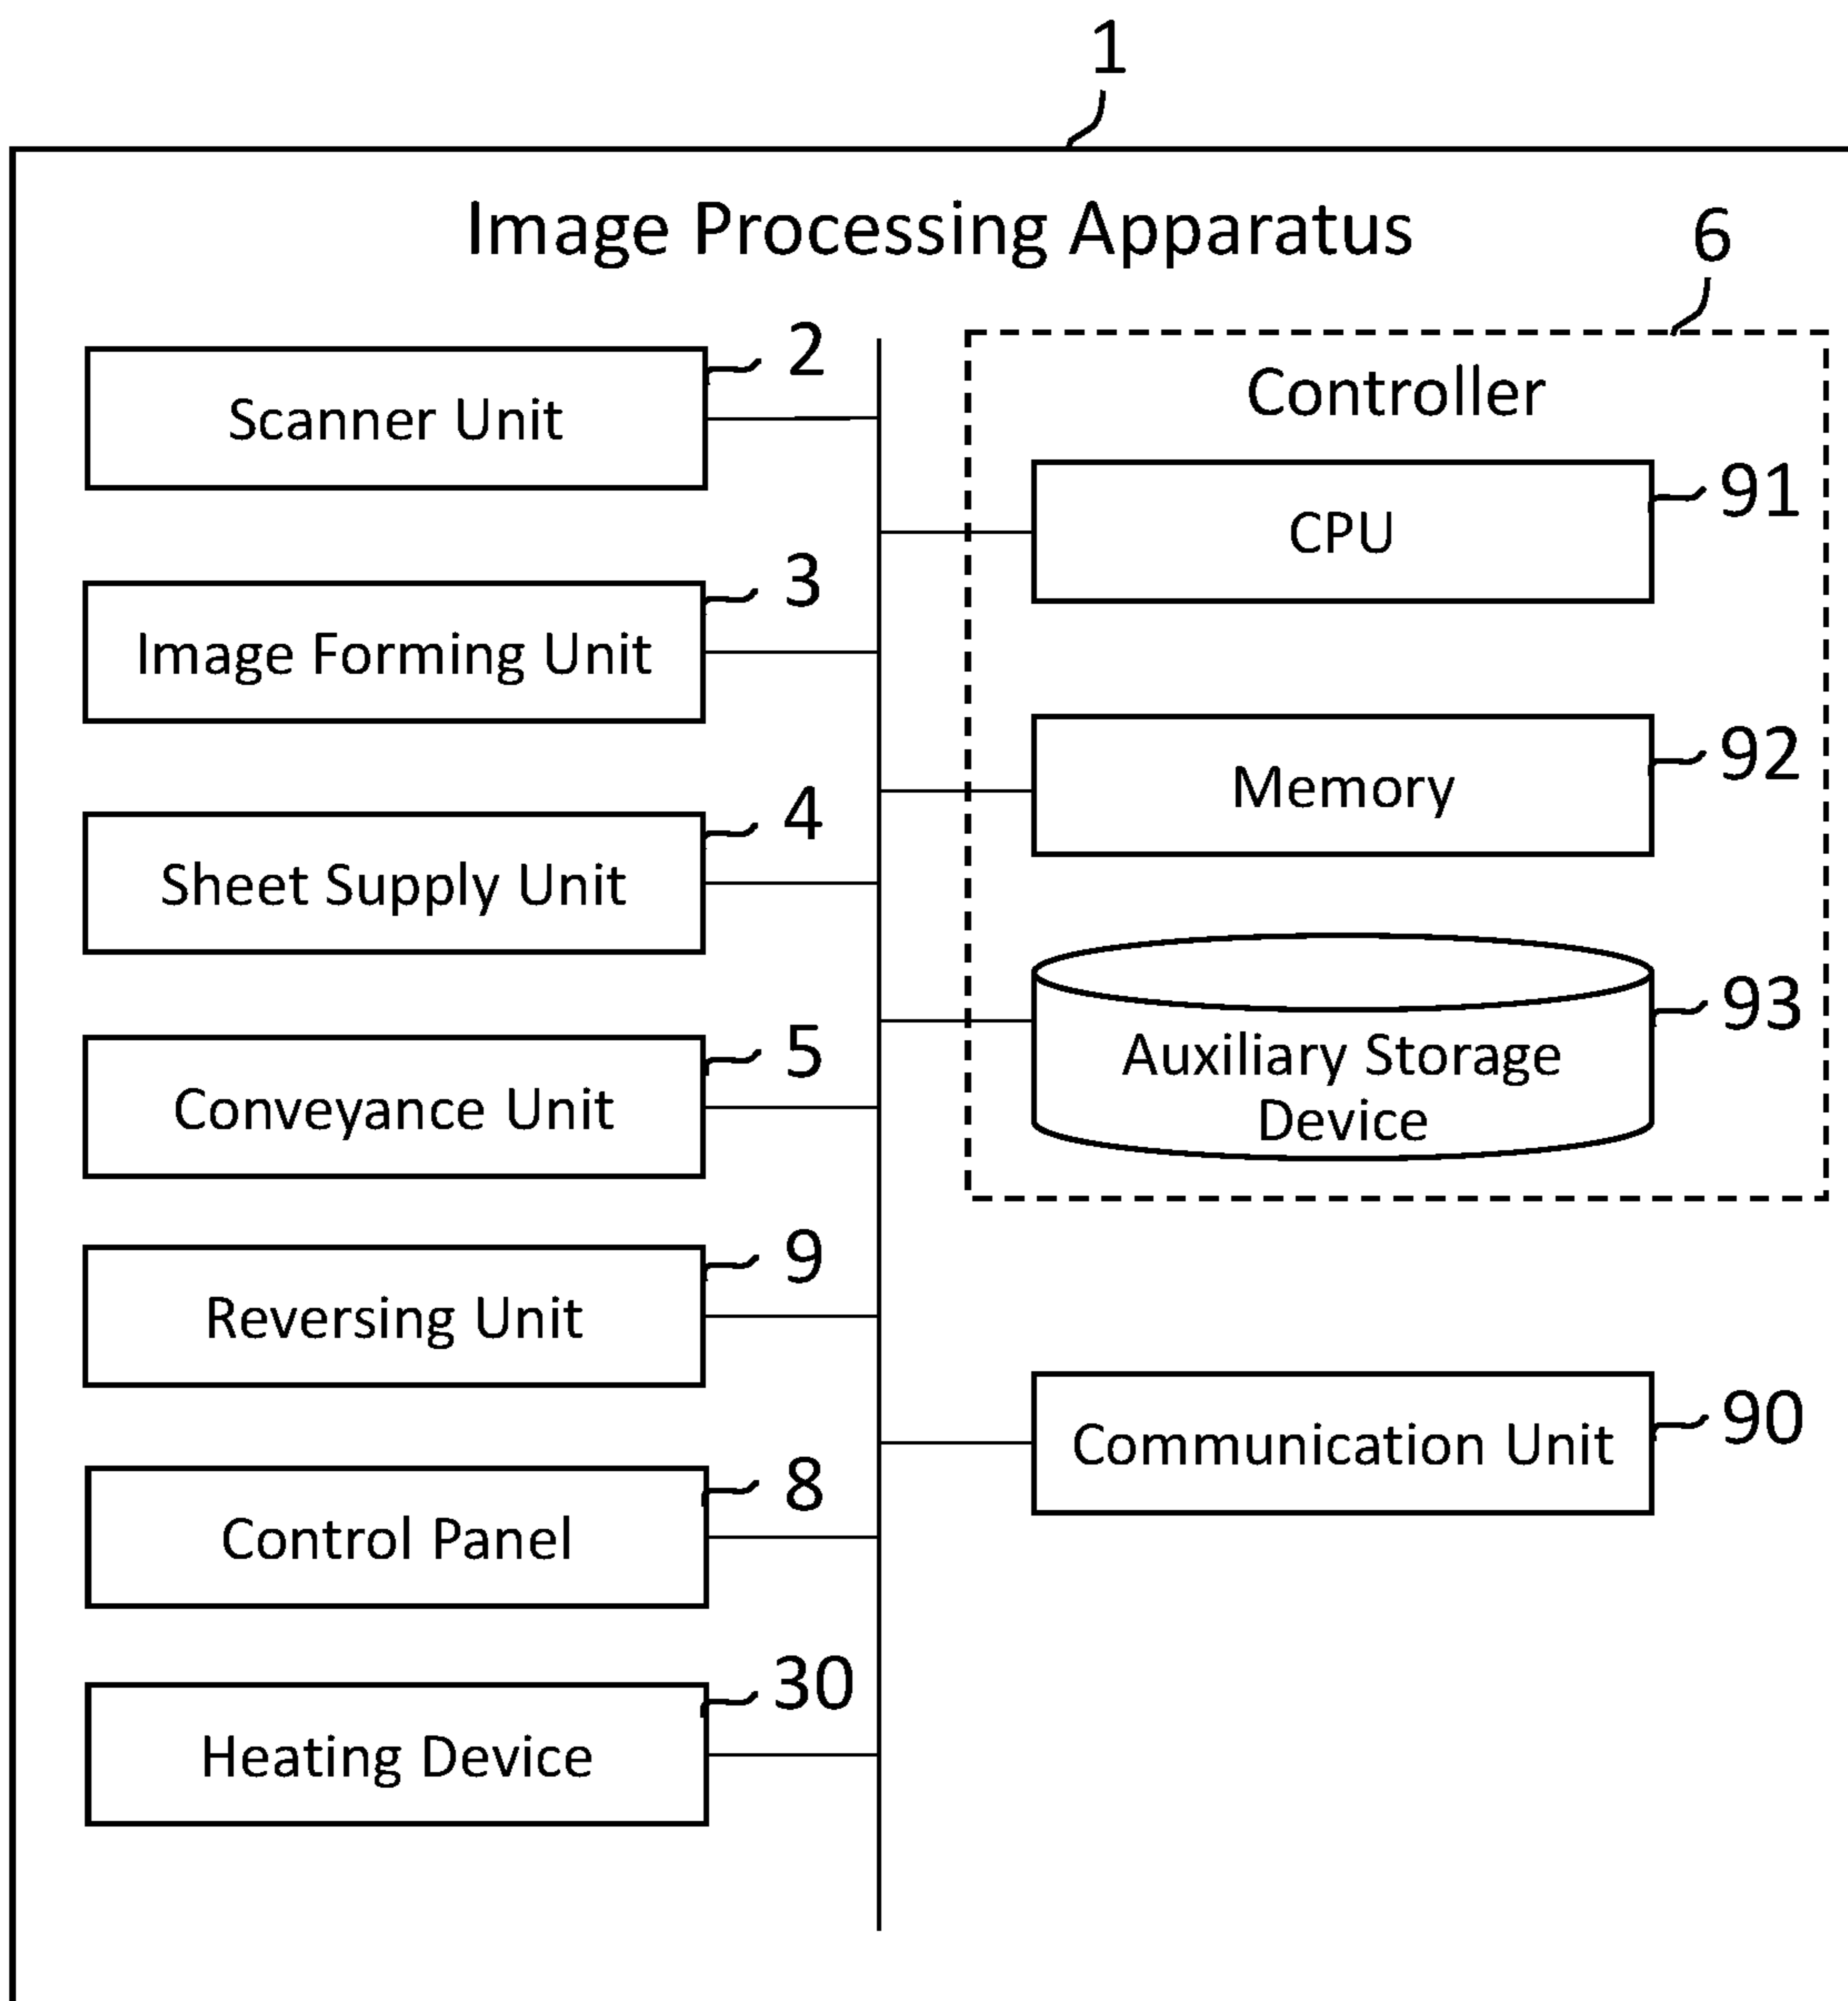 1
Image Processing Apparatus
6
2
Scanner Unit
3
Image Forming Unit
4
Sheet Supply Unit
5
Conveyance Unit
9
Reversing Unit
8
Control Panel
30
Heating Device
Controller
91
CPU
92
Memory
93
Auxiliary Storage
Device
90
Communication Unit